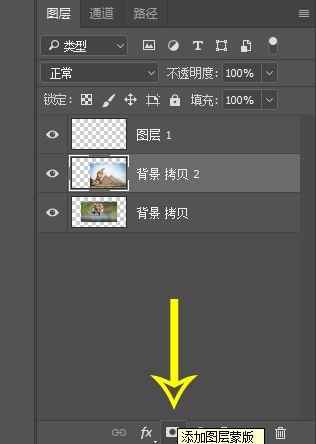 图层 通道 路径
类型 T
正常 不透明度: 100%
锁定: 填充: 100%
图层 1
背景 拷贝 2
背景 拷贝
fx
添加图层蒙版